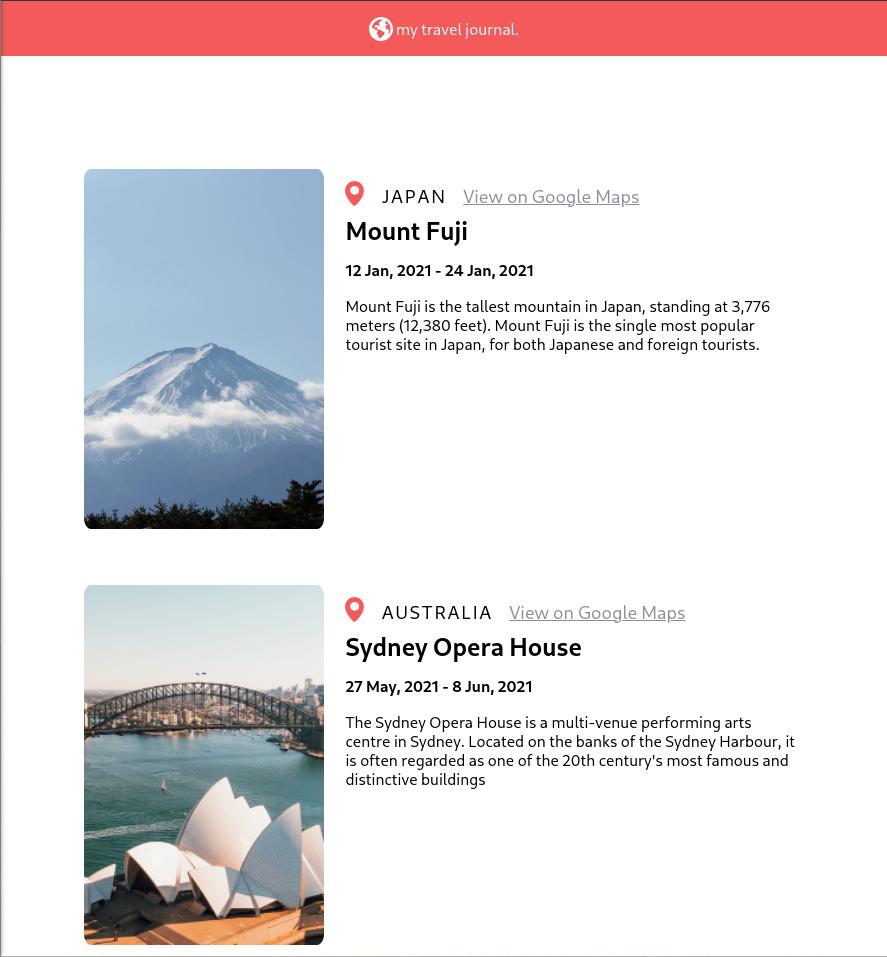 my travel journal.
JAPAN View on Google Maps
Mount Fuji
12 Jan, 2021 - 24 Jan, 2021
Mount Fuji is the tallest mountain in Japan, standing at 3,776
meters (12,380 feet). Mount Fuji is the single most popular
tourist site in Japan, for both Japanese and foreign tourists.
AUSTRALIA View on Google Maps
Sydney Opera House
27 May, 2021 - 8 Jun, 2021
The Sydney Opera House is a multi-venue performing arts
centre in Sydney. Located on the banks of the Sydney Harbour, it
is often regarded as one of the 20th century's most famous and
distinctive buildings